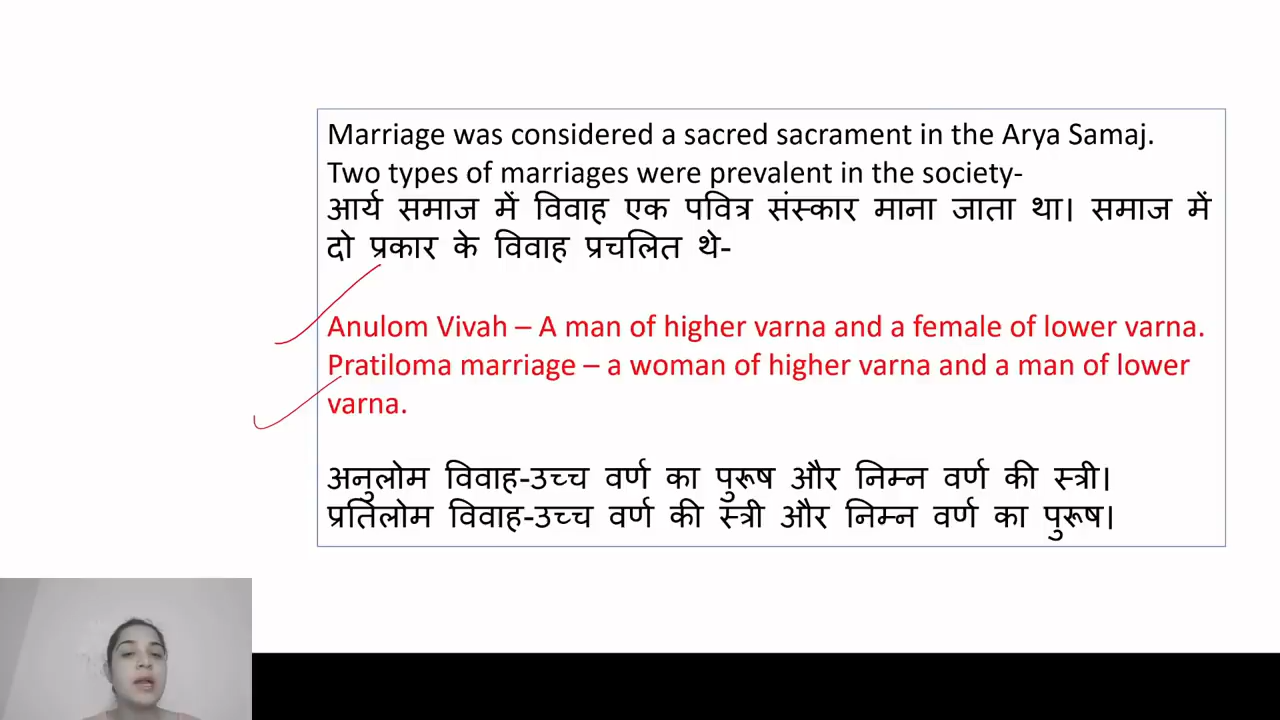 Marriage was considered a sacred sacrament in the Arya Samaj.
Two types of marriages were prevalent in the society-
आर्य समाज में विवाह एक पवित्र संस्कार माना जाता था। समाज में
दो प्रकार के विवाह प्रचलित थे-
Anulom Vivah – A man of higher varna and a female of lower varna.
Pratiloma marriage – a woman of higher varna and a man of lower
varna.
अनुलोम विवाह-उच्च वर्ण का पुरूष और निम्न वर्ण की स्त्री।
प्रतिलोम विवाह-उच्च वर्ण की स्त्री और निम्न वर्ण का पुरूष।